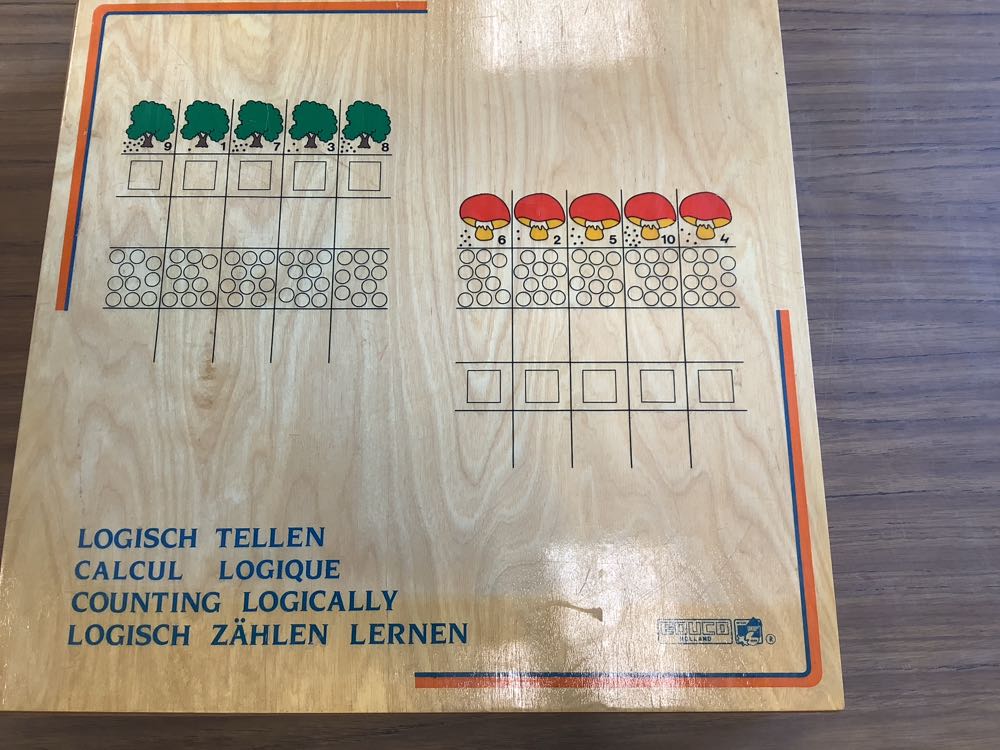 9 1 7 3 8
6 2 5 10 4
LOGISCH TELLEN
CALCUL LOGIQUE
COUNTING LOGICALLY
LOGISCH ZÄHLEN LERNEN
EDUCO
HOLLAND
®